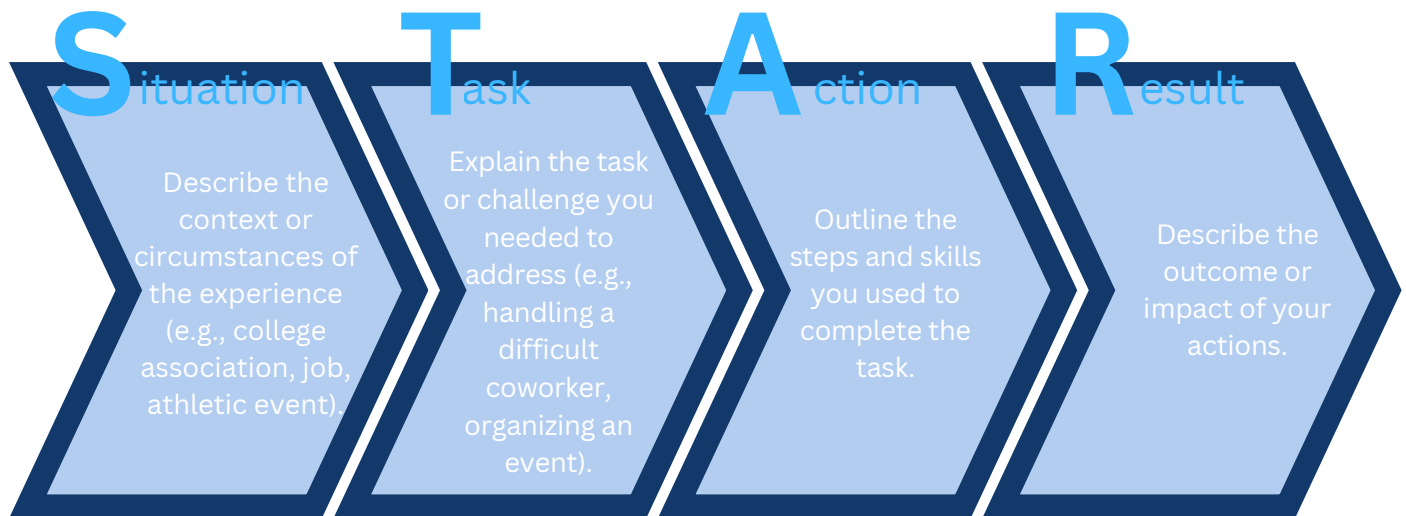 Situation
Describe the
context or
circumstances of
the experience
(e.g., college
association, job,
athletic event).
Task
Explain the task
or challenge you
needed to
address (e.g.,
handling a
difficult
coworker,
organizing an
event).
Action
Outline the
steps and skills
you used to
complete the
task.
Result
Describe the
outcome or
impact of your
actions.